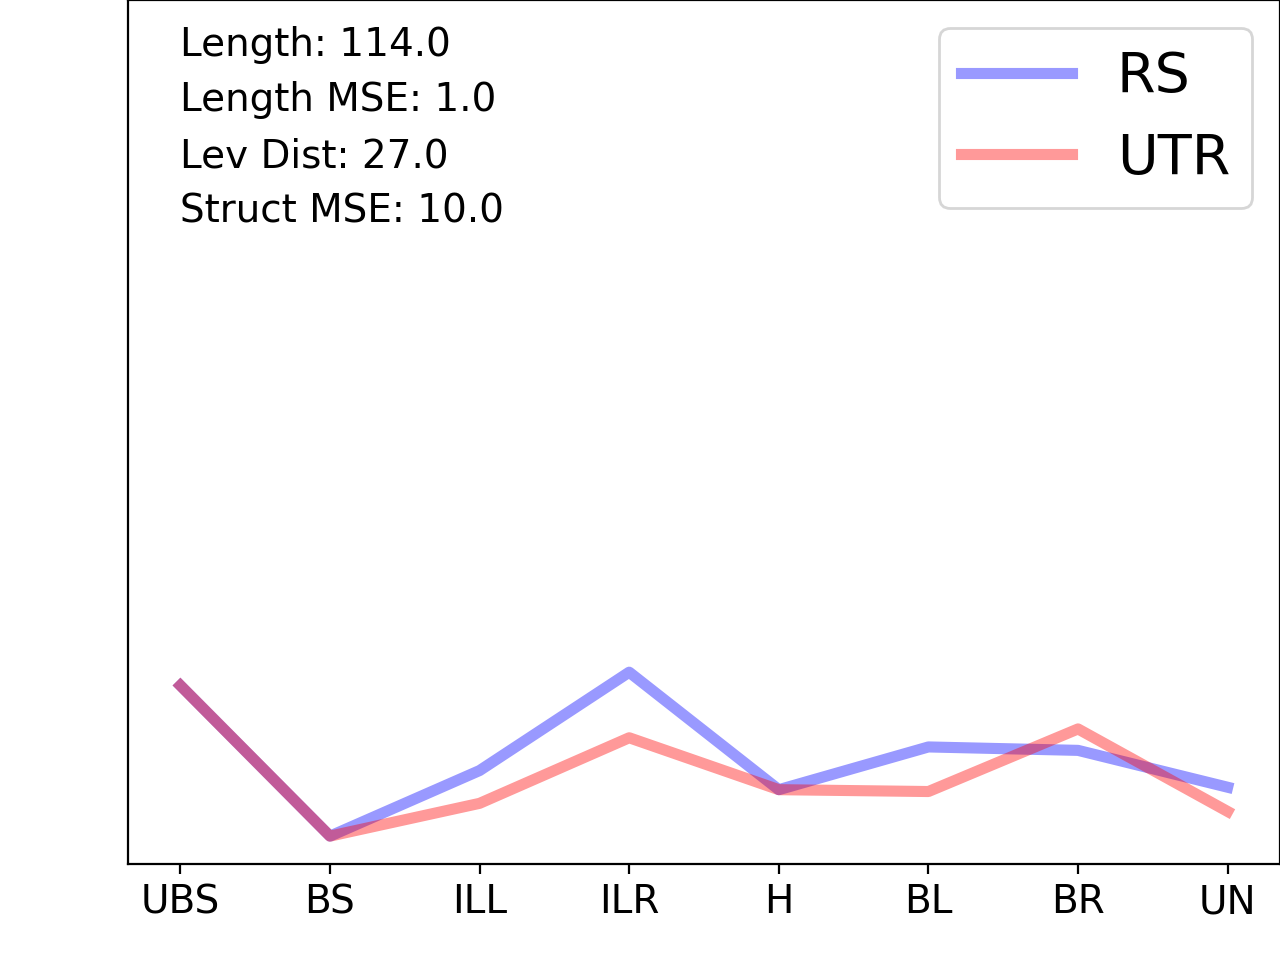 Length: 114.0
Length MSE: 1.0
Lev Dist: 27.0
Struct MSE: 10.0
RS
UTR
UBS BS ILL ILR H BL BR UN